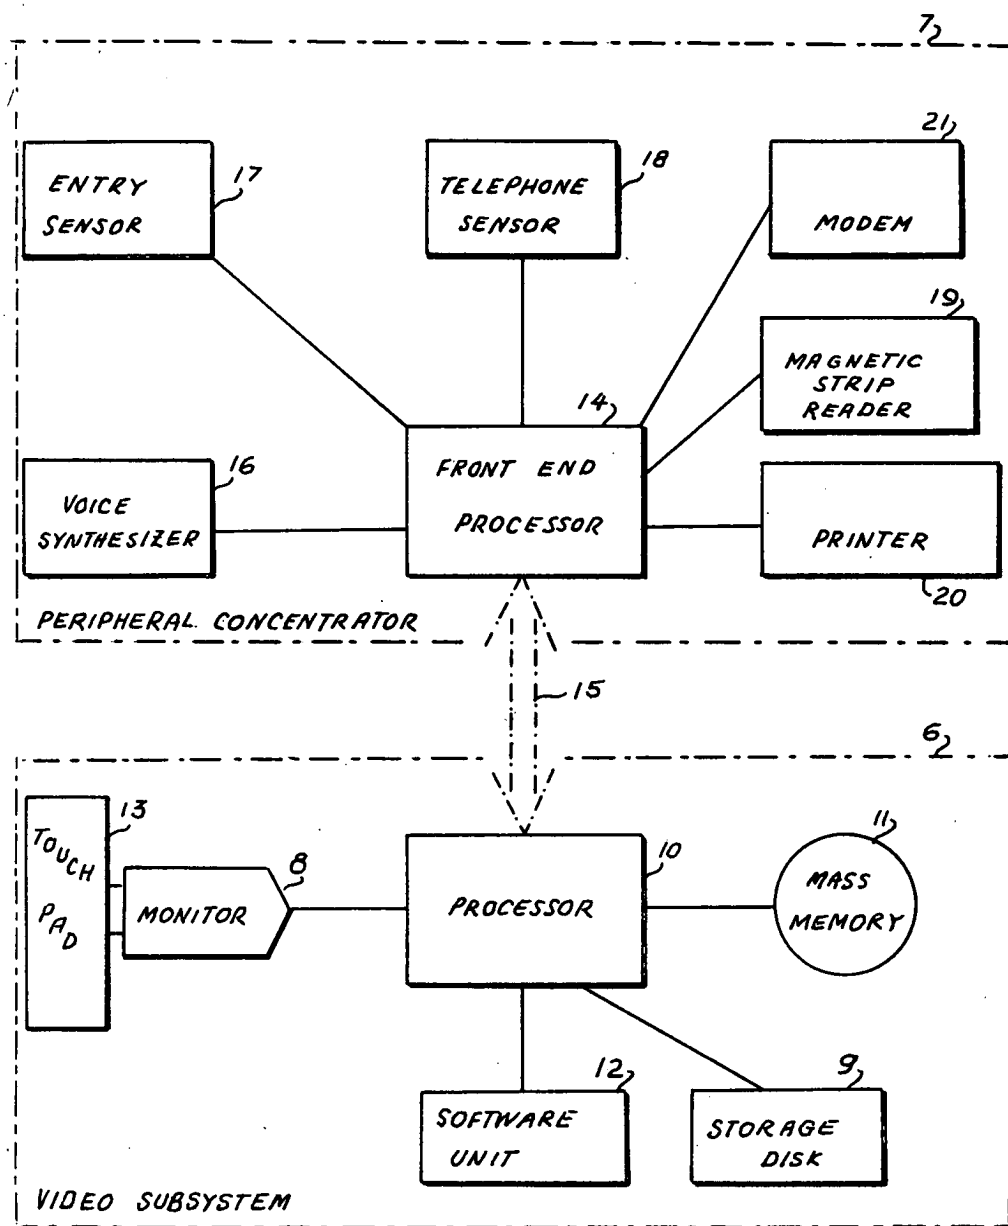 7
ENTRY
SENSOR
17
TELEPHONE
SENSOR
18
21
MODEM
19
MAGNETIC
STRIP
READER
14
FRONT END
PROCESSOR
16
VOICE
SYNTHESIZER
PRINTER
20
PERIPHERAL CONCENTRATOR
15
6
13
TOUCH
PAD
8
MONITOR
10
PROCESSOR
11
MASS
MEMORY
12
SOFTWARE
UNIT
9
STORAGE
DISK
VIDEO SUBSYSTEM